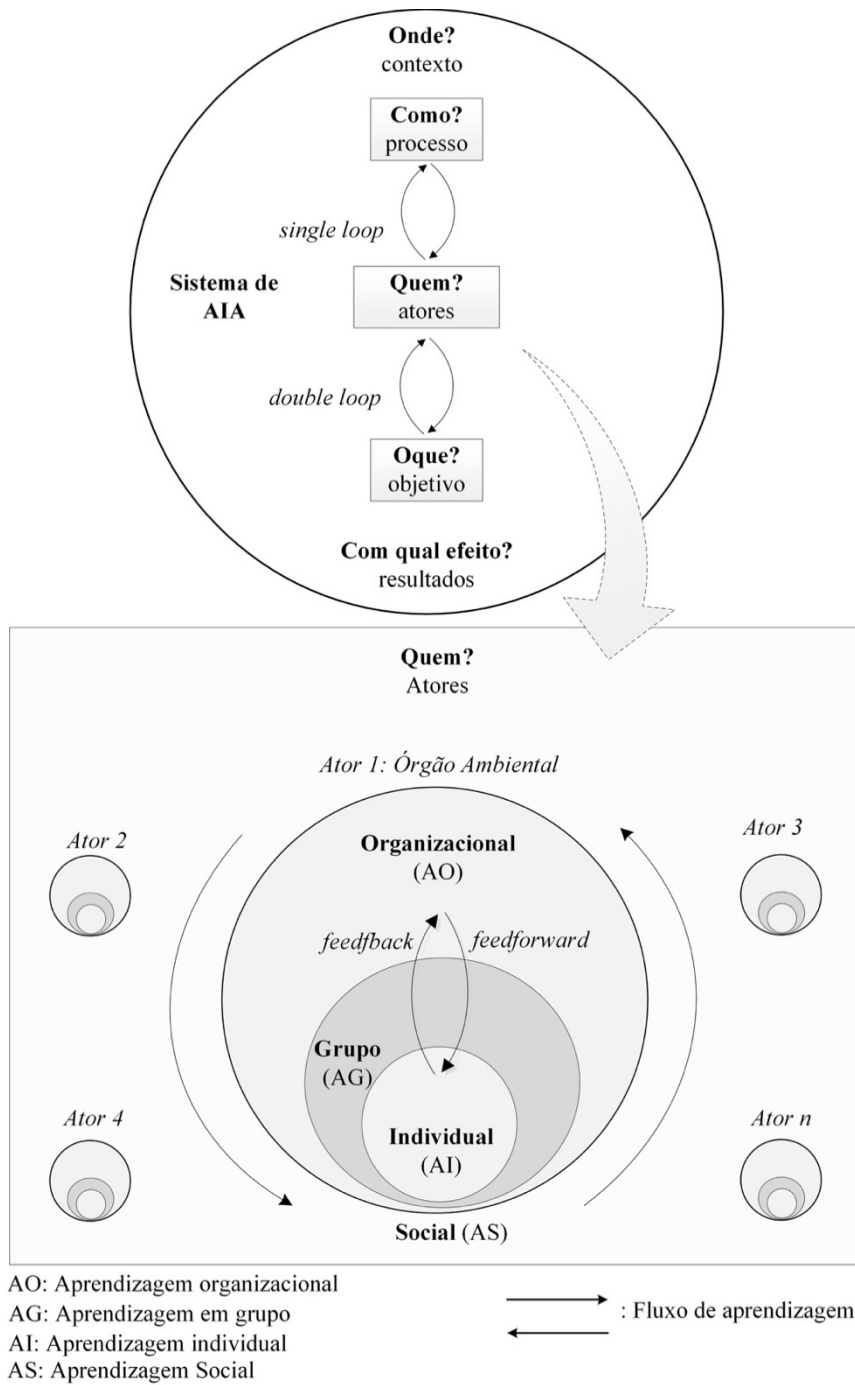 Onde?
contexto
Como?
processo
single loop
Sistema de
AIA
Quem?
atores
double loop
Oque?
objetivo
Com qual efeito?
resultados
Quem?
Atores
Ator 1: Órgão Ambiental
Ator 2
Ator 3
Organizacional
(AO)
feedfback
feedforward
Grupo
(AG)
Ator 4
Ator n
Individual
(AI)
Social (AS)
AO: Aprendizagem organizacional
AG: Aprendizagem em grupo
AI: Aprendizagem individual
AS: Aprendizagem Social
: Fluxo de aprendizagem